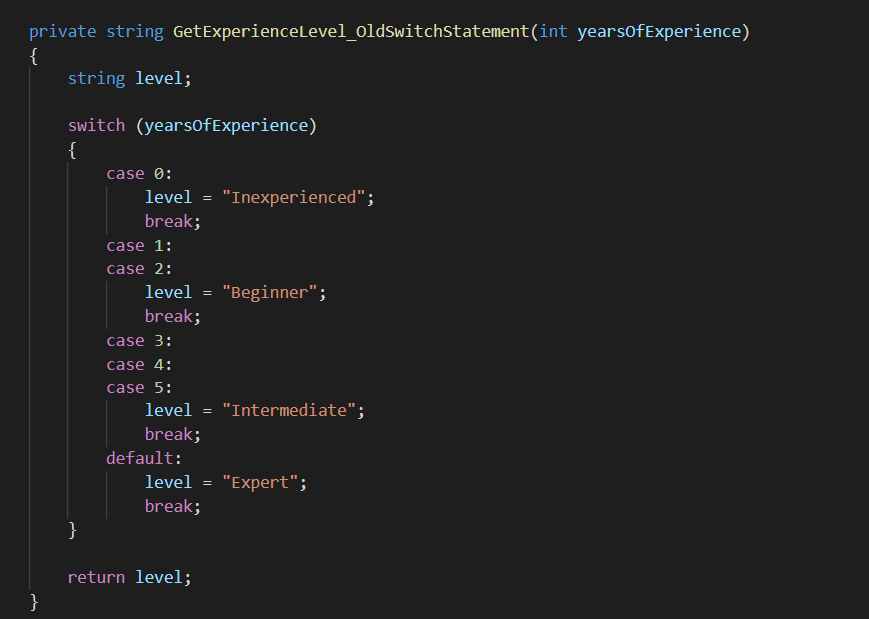 private string GetExperienceLevel_OldSwitchStatement(int yearsOfExperience)
{
    string level;

    switch (yearsOfExperience)
    {
        case 0:
            level = "Inexperienced";
            break;
        case 1:
        case 2:
            level = "Beginner";
            break;
        case 3:
        case 4:
        case 5:
            level = "Intermediate";
            break;
        default:
            level = "Expert";
            break;
    }

    return level;
}